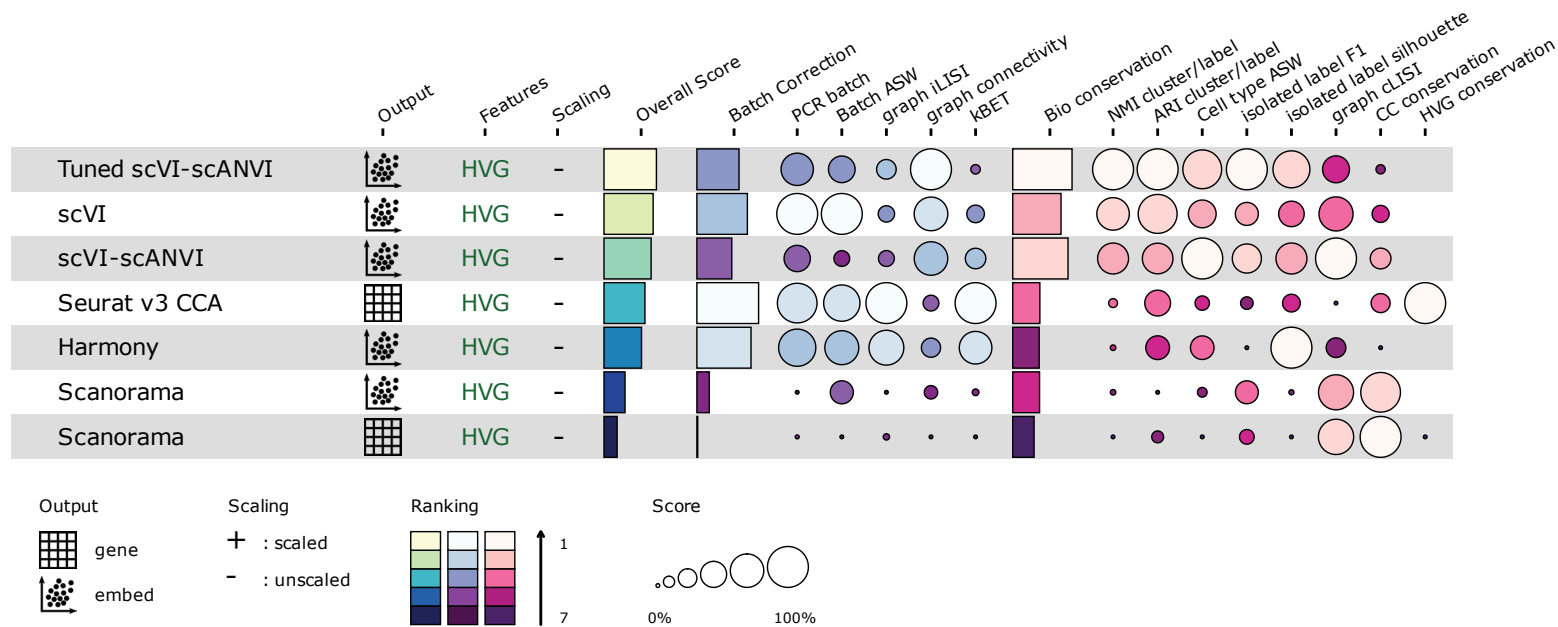 Output
Features
Scaling
Overall Score
Batch Correction
PCR batch
Batch ASW
graph iLISI
graph connectivity
kBET
Bio conservation
NMI cluster/label
ARI cluster/label
Cell type ASW
isolated label F1
isolated label silhouette
graph cLISI
CC conservation
HVG conservation
Tuned scVI-scANVI HVG –
scVI HVG –
scVI-scANVI HVG –
Seurat v3 CCA HVG –
Harmony HVG –
Scanorama HVG –
Scanorama HVG –
Output
gene
embed
Scaling
+ : scaled
- : unscaled
Ranking
1
7
Score
0% 100%